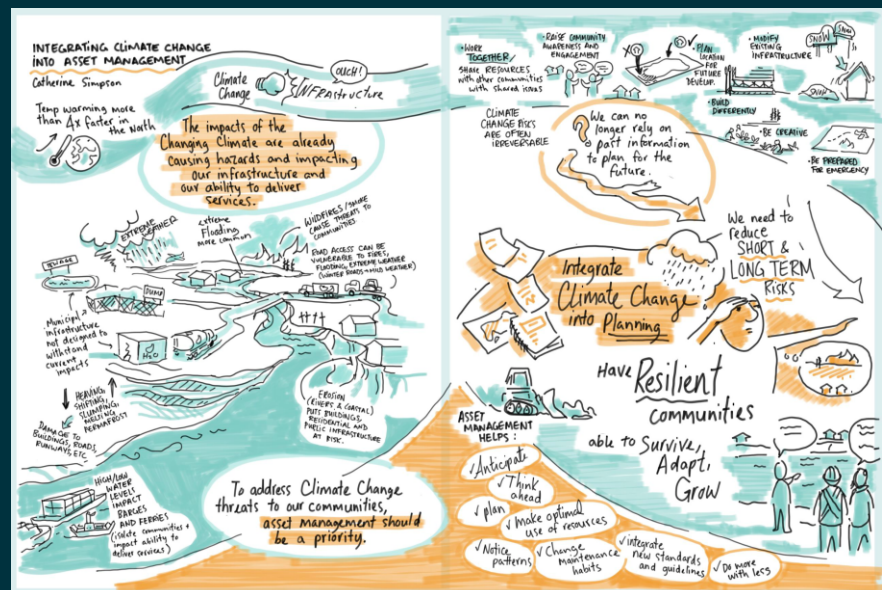 INTEGRATING CLIMATE CHANGE
INTO ASSET MANAGEMENT
Catherine Simpson
Temp warming more
than 4x faster in
the North
Climate
Change
OUCH!
INFRASTRUCTURE
The impacts of the
Changing Climate are already
causing hazards and impacting
our infrastructure and
our ability to deliver
services.
EXTREME
WEATHER
extreme
Flooding
more common
WILDFIRES/SMOKE
CAUSE THREATS TO
COMMUNITIES
ROAD ACCESS CAN BE
VULNERABLE TO FIRES,
FLOODING, EXTREME WEATHER
(WINTER ROADS → MILD WEATHER)
DUMP
Municipal
infrastructure
not designed to
withstand
current
impacts
H2O
HEAVING,
SHIFTING,
SLUMPING,
MELTING
PERMAFROST
DAMAGE TO
BUILDINGS, ROADS,
RUNWAYS, ETC
EROSION
(RIVERS & COASTAL)
PUTS BUILDINGS,
RESIDENTIAL AND
PUBLIC INFRASTRUCTURE
AT RISK.
HIGH/LOW
WATER
LEVELS
IMPACT
BARGES
AND FERRIES
(isolate communities +
impact ability to
deliver services)
To address Climate Change
threats to our communities,
asset management should
be a priority.
• WORK
TOGETHER/
SHARE RESOURCES
with other communities
with shared issues
• RAISE COMMUNITY
AWARENESS AND
ENGAGEMENT
• PLAN
LOCATION
FOR
FUTURE
DEVELOP.
• MODIFY
EXISTING
INFRASTRUCTURE
SNOW
• BUILD
DIFFERENTLY
• BE CREATIVE
• BE PREPARED
FOR EMERGENCY
CLIMATE
CHANGE RISKS
ARE OFTEN
IRREVERSABLE
We can no
longer rely on
past information
to plan for the
future.
We need to
reduce
SHORT &
LONG TERM
RISKS
Integrate
Climate Change
into Planning
HAVE Resilient
communities
able to Survive,
Adapt,
Grow
ASSET
MANAGEMENT
HELPS:
✓ Anticipate
✓ Think
ahead
✓ plan
✓ Make optimal
use of resources
✓ Notice
patterns
✓ Change
maintenance
habits
✓ integrate
new standards
and guidelines
✓ Do more
with less